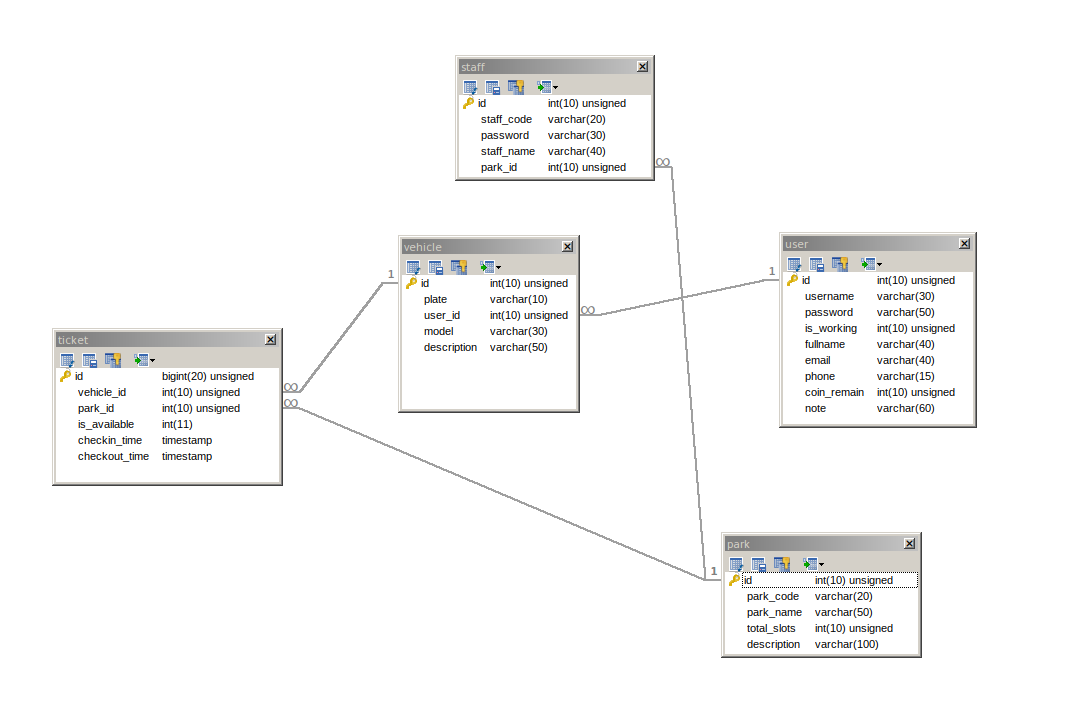 staff
id int(10) unsigned
staff_code varchar(20)
password varchar(30)
staff_name varchar(40)
park_id int(10) unsigned
∞
vehicle
1
id int(10) unsigned
plate varchar(10)
user_id int(10) unsigned
model varchar(30)
description varchar(50)
∞
user
1
id int(10) unsigned
username varchar(30)
password varchar(50)
is_working int(10) unsigned
fullname varchar(40)
email varchar(40)
phone varchar(15)
coin_remain int(10) unsigned
note varchar(60)
ticket
id bigint(20) unsigned
vehicle_id int(10) unsigned
park_id int(10) unsigned
is_available int(11)
checkin_time timestamp
checkout_time timestamp
∞
∞
park
1
id int(10) unsigned
park_code varchar(20)
park_name varchar(50)
total_slots int(10) unsigned
description varchar(100)